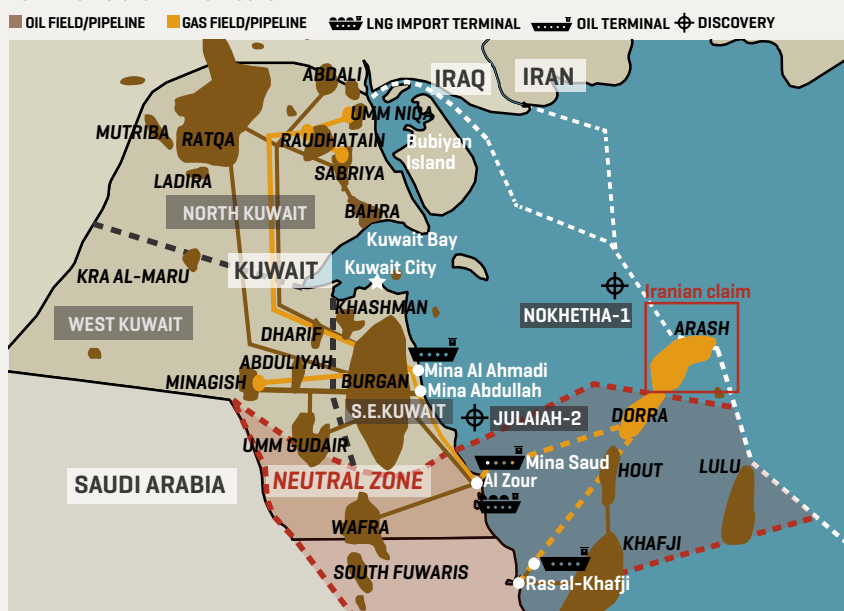 OIL FIELD/PIPELINE
GAS FIELD/PIPELINE
LNG IMPORT TERMINAL
OIL TERMINAL
DISCOVERY
ABDALI
IRAQ
IRAN
UMM NIQA
MUTRIBA
RATQA
RAUDHATAIN
Bubiyan
Island
SABRIYA
LADIRA
NORTH KUWAIT
BAHRA
Kuwait Bay
KUWAIT
Kuwait City
KRA AL-MARU
Iranian claim
KHASHMAN
NOKHETHA-1
WEST KUWAIT
ARASH
DHARIF
ABDULIYAH
Mina Al Ahmadi
MINAGISH
BURGAN
Mina Abdullah
S.E.KUWAIT
JULAIAH-2
DORRA
UMM GUDAIR
Mina Saud
HOUT
LULU
SAUDI ARABIA
NEUTRAL ZONE
Al Zour
WAFRA
KHAFJI
SOUTH FUWARIS
Ras al-Khafji